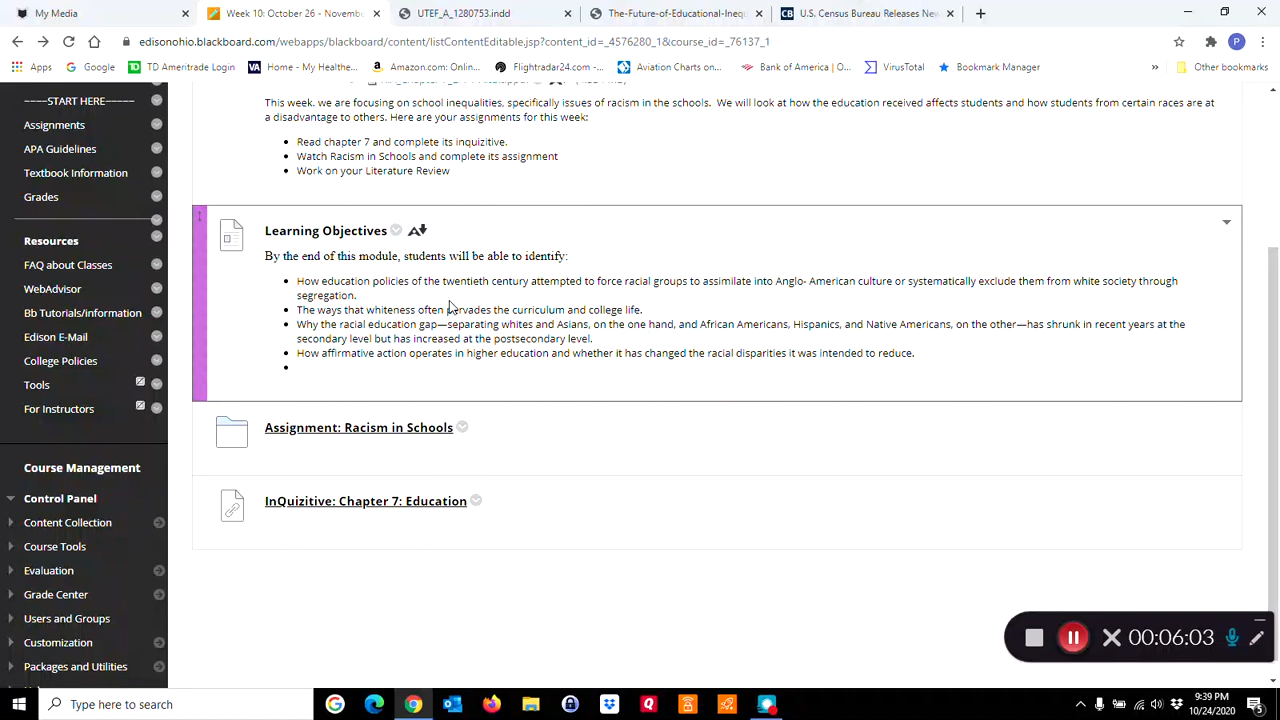 My Media
Week 10: October 26 - Novembe
UTEF_A_1280753.indd
The-Future-of-Educational-Inequ
CB
U.S. Census Bureau Releases New
edisonohio.blackboard.com/webapps/blackboard/content/listContentEditable.jsp?content_id=_4576280_1&course_id=_76137_1
P
Apps
Google
TD Ameritrade Login
VA
Home - My Healthe...
Amazon.com: Onlin...
Flightradar24.com -...
Aviation Charts on...
Bank of America (O...
VirusTotal
Bookmark Manager
»
Other bookmarks
----START HERE-----
Assignments
APA Guidelines
Textbook Information
Grades
Resources
FAQ about Classes
WebAdvisor
Bb Tutorials/information
Edison E-Mail
College Policies
Tools
For Instructors
Course Management
Control Panel
Content Collection
Course Tools
Evaluation
Grade Center
Users and Groups
Customization
Packages and Utilities
This week. we are focusing on school inequalities, specifically issues of racism in the schools. We will look at how the education received affects students and how students from certain races are at
a disadvantage to others. Here are your assignments for this week:
• Read chapter 7 and complete its inquizitive.
• Watch Racism in Schools and complete its assignment
• Work on your Literature Review
Learning Objectives
By the end of this module, students will be able to identify:
• How education policies of the twentieth century attempted to force racial groups to assimilate into Anglo- American culture or systematically exclude them from white society through
segregation.
• The ways that whiteness often pervades the curriculum and college life.
• Why the racial education gap—separating whites and Asians, on the one hand, and African Americans, Hispanics, and Native Americans, on the other—has shrunk in recent years at the
secondary level but has increased at the postsecondary level.
• How affirmative action operates in higher education and whether it has changed the racial disparities it was intended to reduce.
•
Assignment: Racism in Schools
InQuizitive: Chapter 7: Education
00:06:03
Type here to search
9:39 PM
10/24/2020